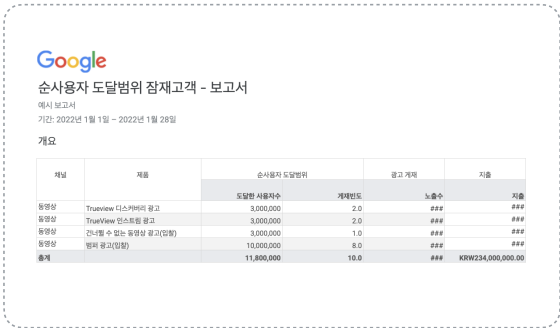 Google
순사용자 도달범위 잠재고객 - 보고서
예시 보고서
기간: 2022년 1월 1일 – 2022년 1월 28일
개요
채널 제품 순사용자 도달범위 광고 게재 지출
도달한 사용자수 게재빈도 노출수 지출
동영상 Trueview 디스커버리 광고 3,000,000 2.0 ### ###
동영상 TrueView 인스트림 광고 3,000,000 2.0 ### ###
동영상 건너뛸 수 없는 동영상 광고(입찰) 3,000,000 1.0 ### ###
동영상 범퍼 광고(입찰) 10,000,000 8.0 ### ###
총계 11,800,000 10.0 ### KRW234,000,000.00